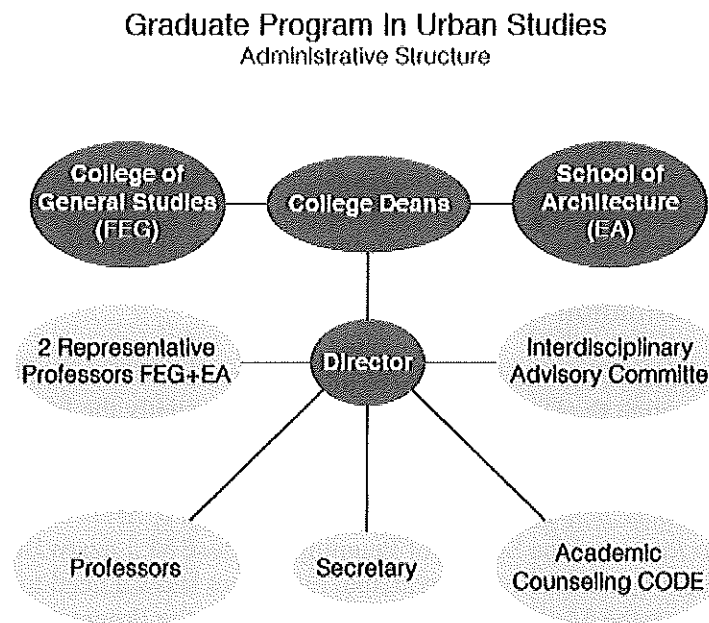 Graduate Program in Urban Studies
Administrative Structure
College of
General Studies
(FEG)
College Deans
School of
Architecture
(EA)
2 Representative
Professors FEG+EA
Director
Interdisciplinary
Advisory Committe
Professors
Secretary
Academic
Counseling CODE